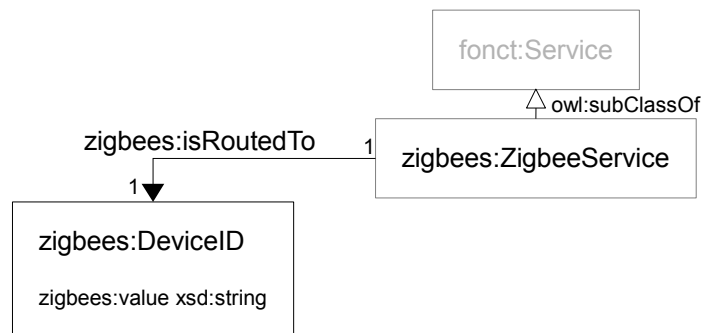 fonct:Service
owl:subClassOf
zigbees:isRoutedTo
1
zigbees:ZigbeeService
1
zigbees:DeviceID
zigbees:value xsd:string